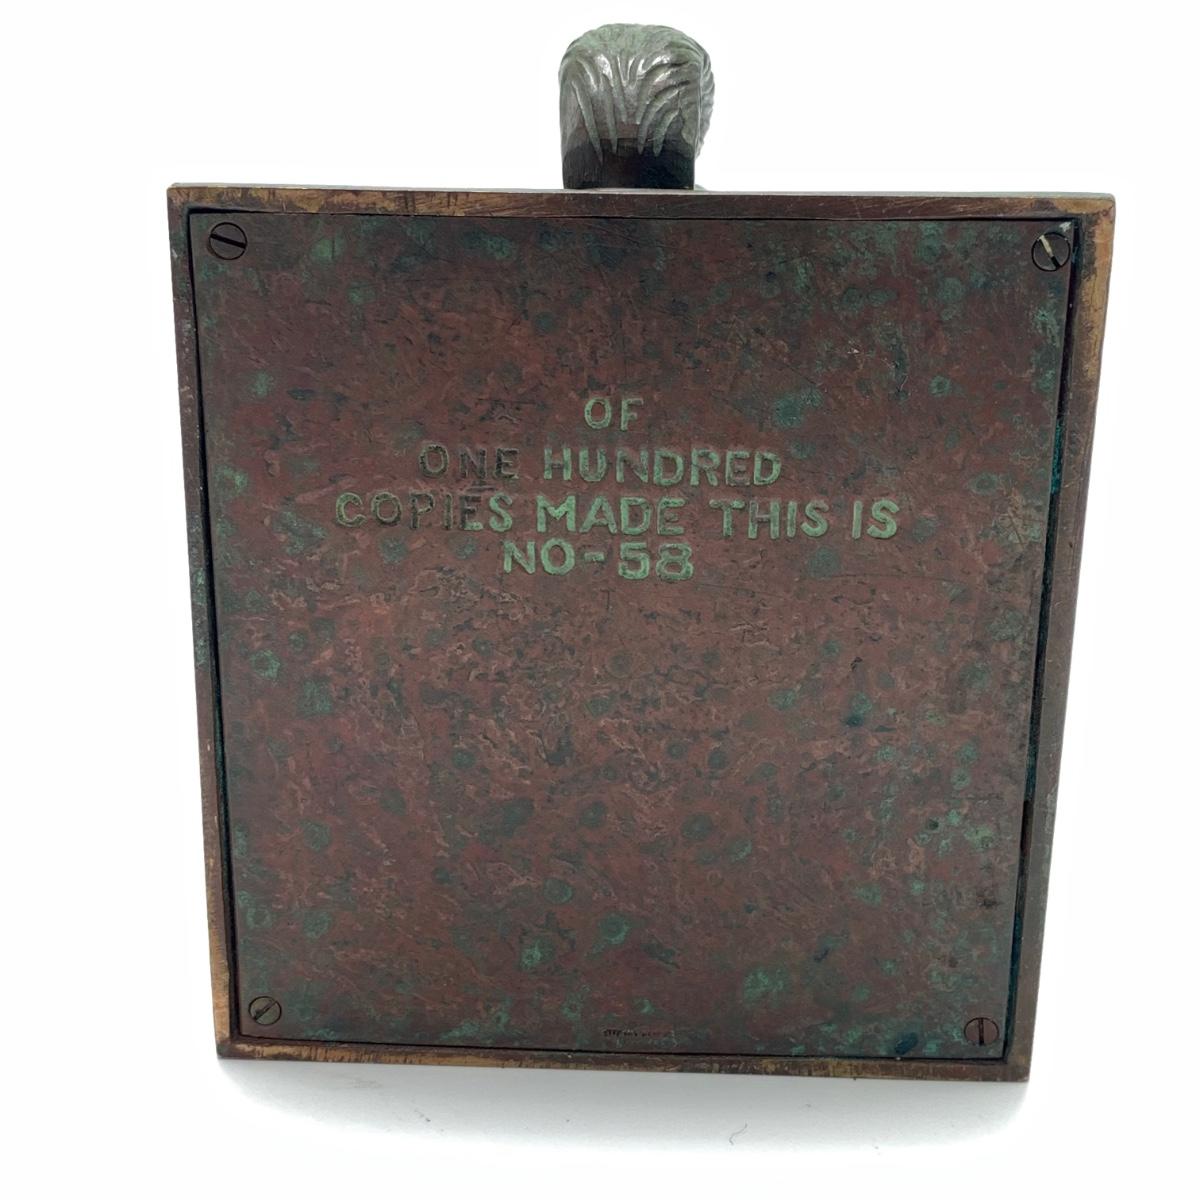 OF
ONE HUNDRED
COPIES MADE THIS IS
NO-58